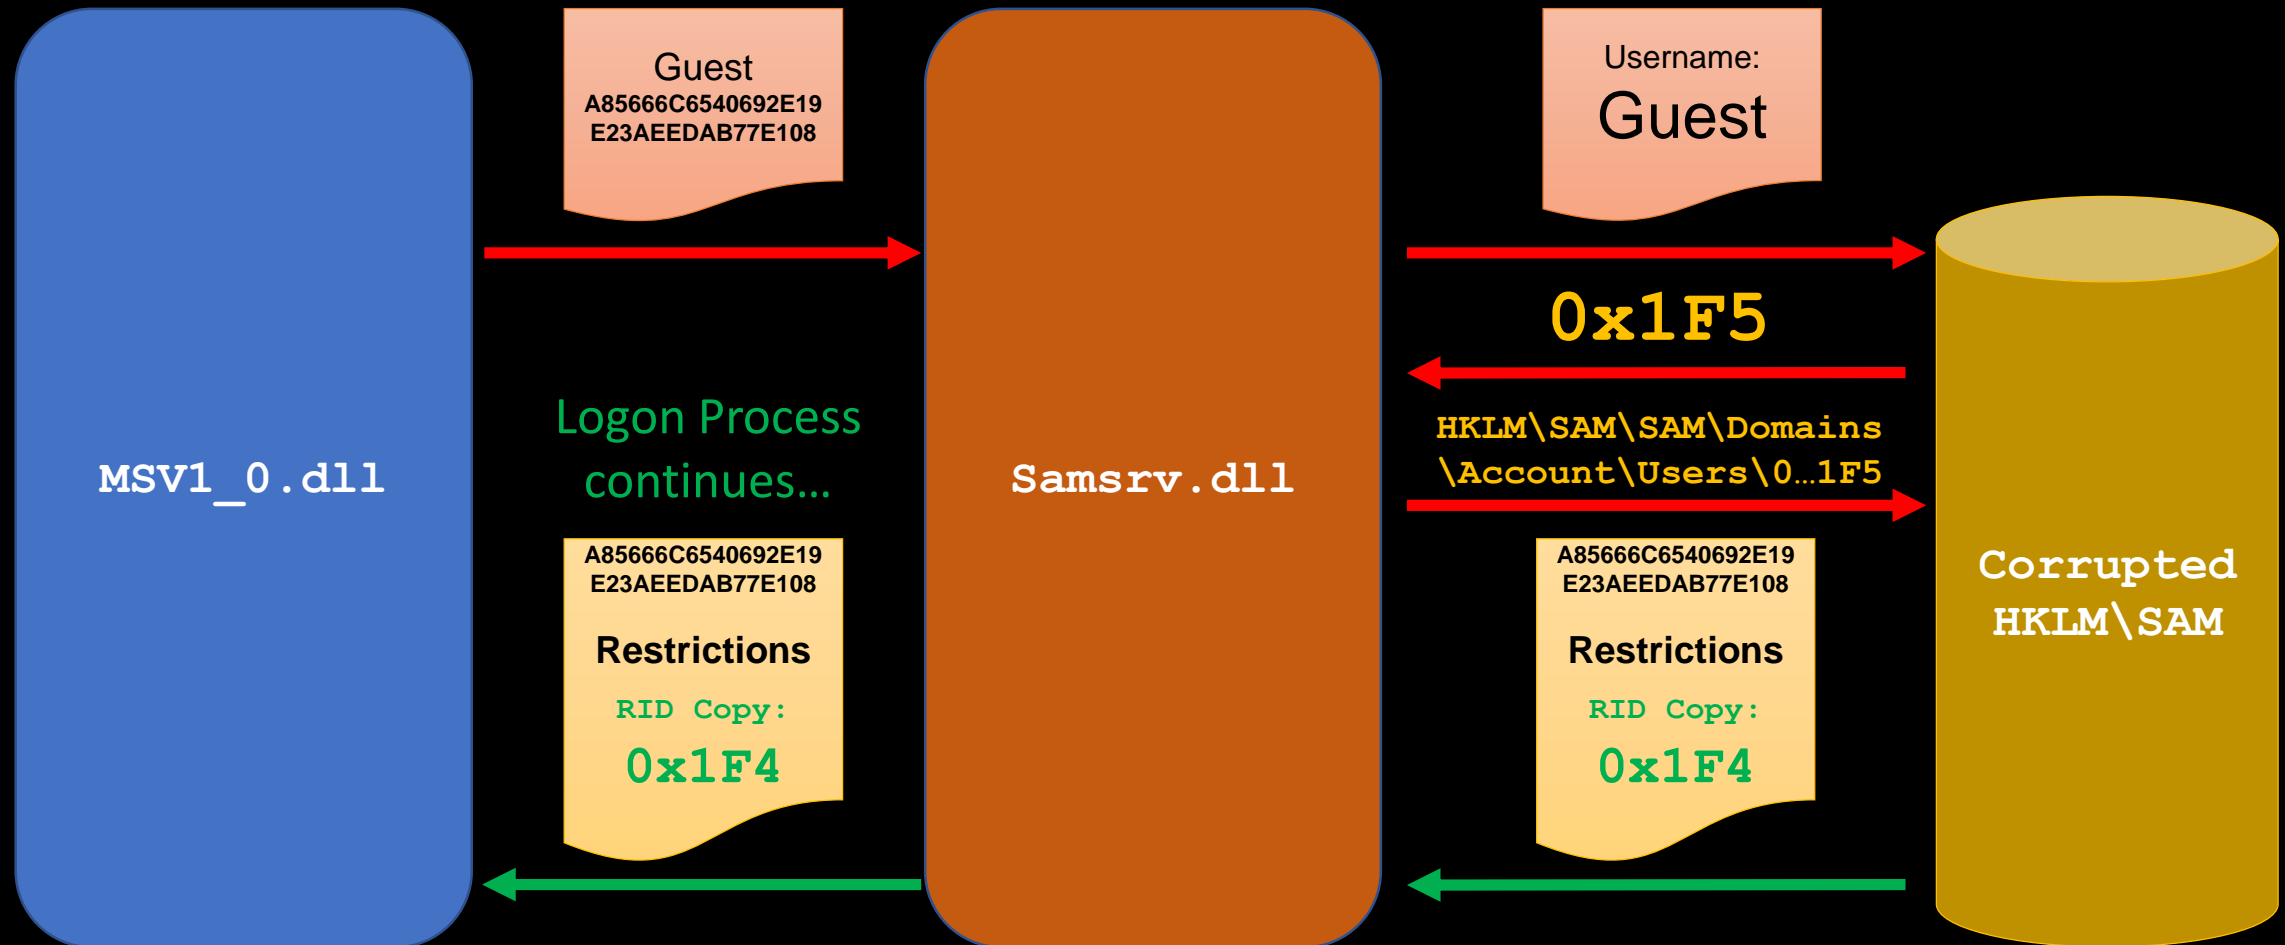 MSV1_0.dll
Guest
A85666C6540692E19
E23AEEDAB77E108
Logon Process
continues…
A85666C6540692E19
E23AEEDAB77E108
Restrictions
RID Copy:
0x1F4
Samsrv.dll
Username:
Guest
0x1F5
HKLM\SAM\SAM\Domains
\Account\Users\0…1F5
A85666C6540692E19
E23AEEDAB77E108
Restrictions
RID Copy:
0x1F4
Corrupted
HKLM\SAM